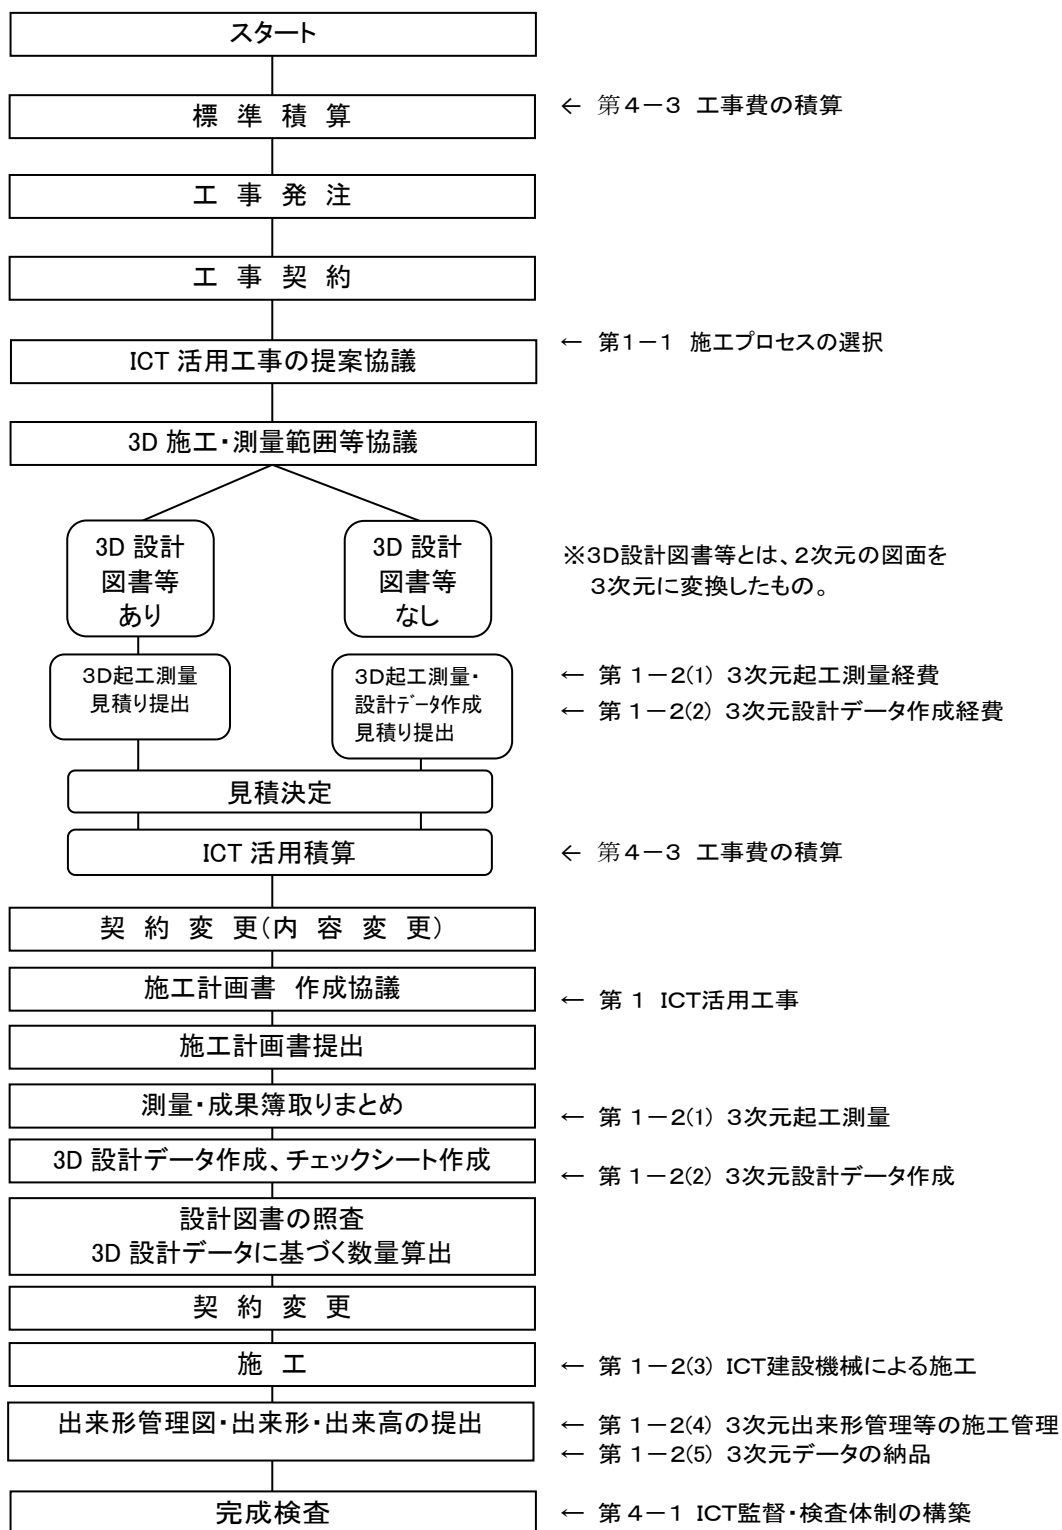 スタート
標 準 積 算
← 第4-3 工事費の積算
工 事 発 注
工 事 契 約
ICT 活用工事の提案協議
← 第1-1 施工プロセスの選択
3D 施工・測量範囲等協議
3D 設計
図書等
あり
3D 設計
図書等
なし
※3D設計図書等とは、2次元の図面を
3次元に変換したもの。
3D起工測量
見積り提出
3D起工測量・
設計ﾃﾞｰﾀ作成
見積り提出
← 第 1-2(1) 3次元起工測量経費
← 第 1-2(2) 3次元設計データ作成経費
見積決定
ICT 活用積算
← 第4-3 工事費の積算
契 約 変 更(内 容 変 更)
施工計画書 作成協議
← 第 1 ICT活用工事
施工計画書提出
測量・成果簿取りまとめ
← 第 1-2(1) 3次元起工測量
3D 設計データ作成、チェックシート作成
← 第 1-2(2) 3次元設計データ作成
設計図書の照査
3D 設計データに基づく数量算出
契 約 変 更
施 工
← 第 1-2(3) ICT建設機械による施工
出来形管理図・出来形・出来高の提出
← 第 1-2(4) 3次元出来形管理等の施工管理
← 第 1-2(5) 3次元データの納品
完成検査
← 第 4-1 ICT監督・検査体制の構築